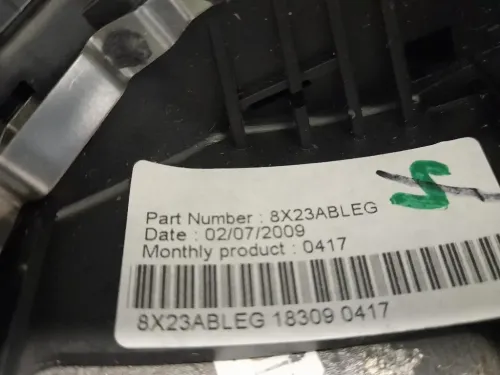 Part Number : 8X23ABLEG
Date : 02/07/2009
Monthly product : 0417
8X23ABLEG 18309 0417